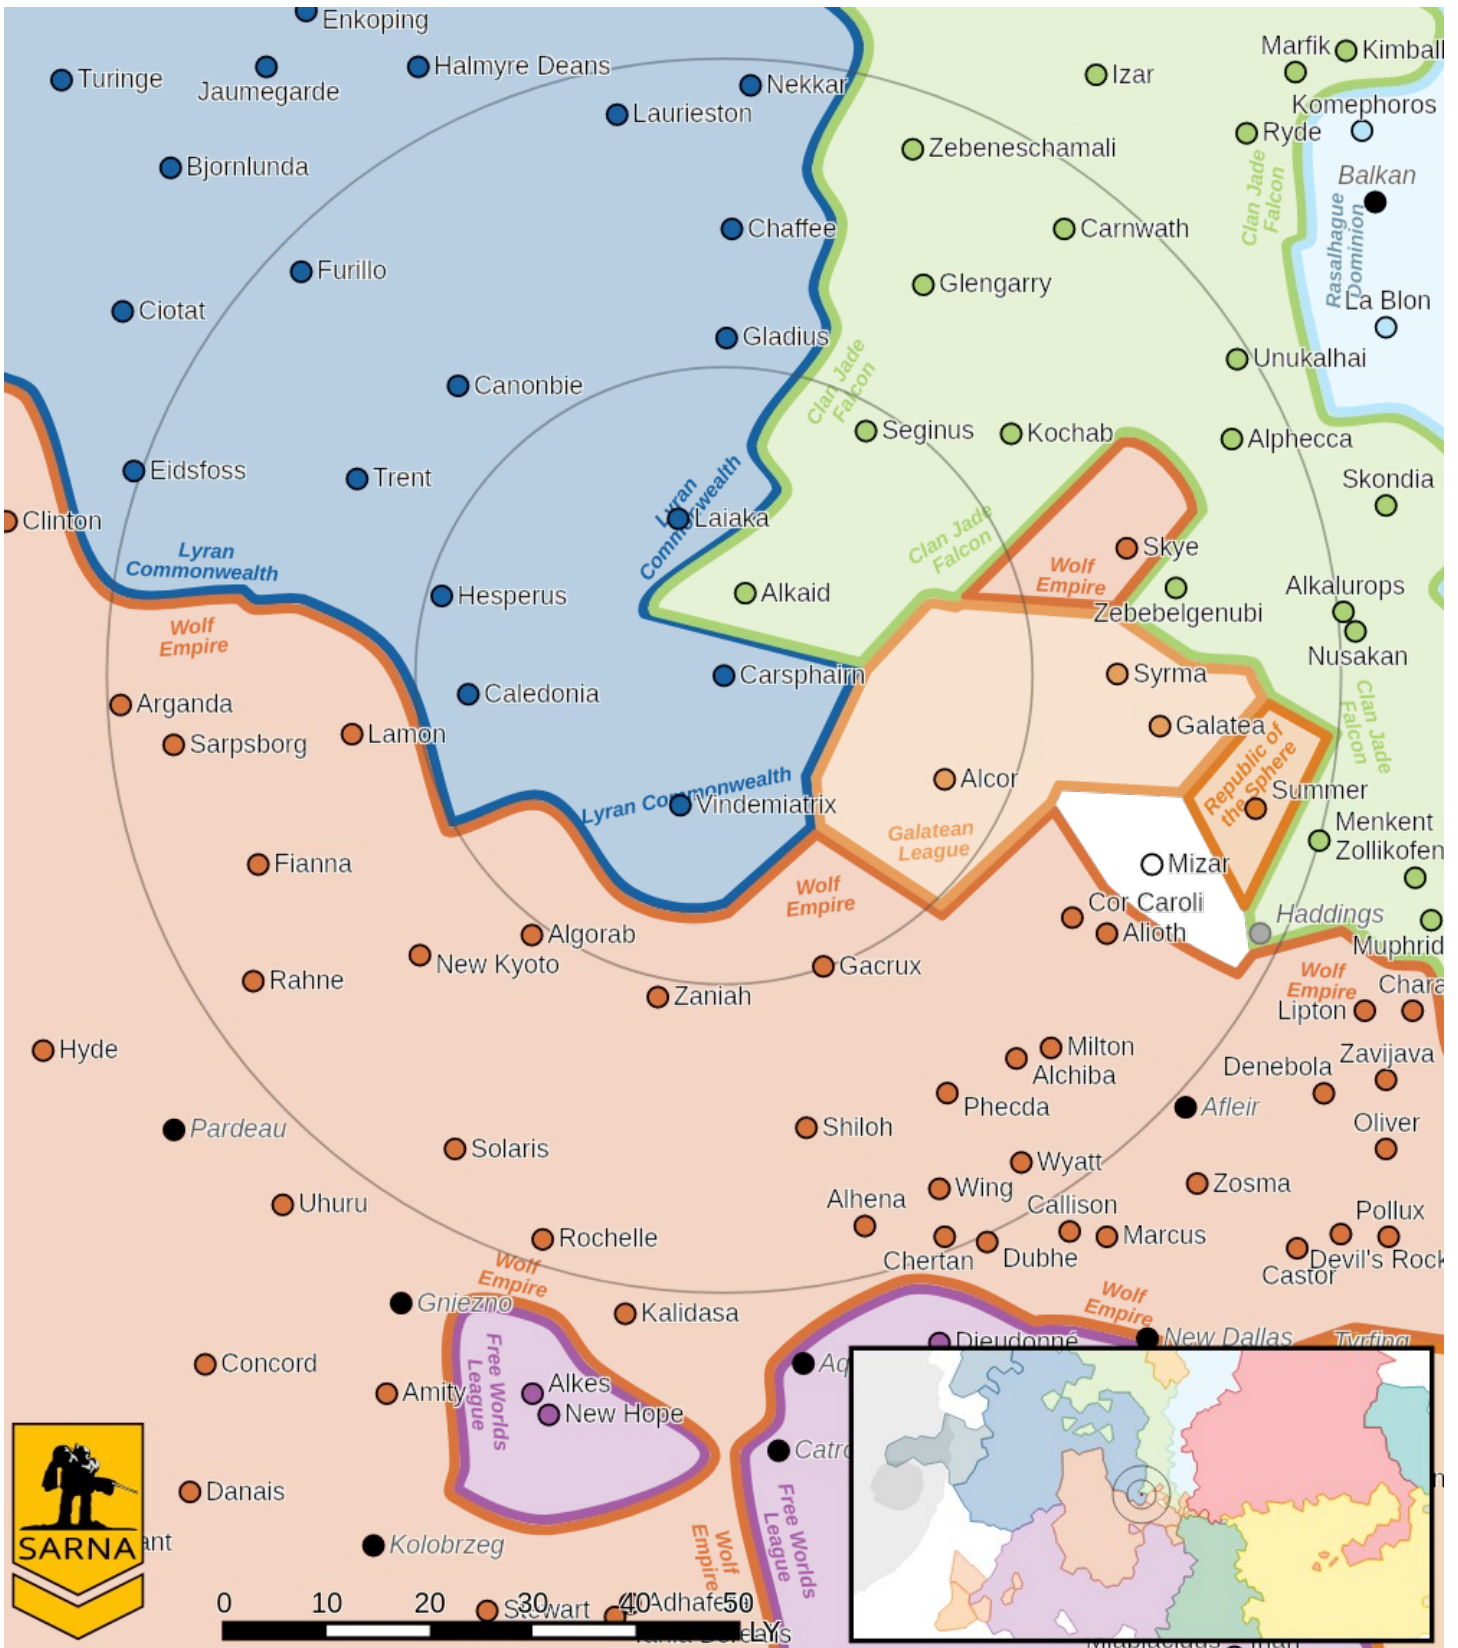 Enkoping
Turinge
Jaumegarde
Halmyre Deans
Nekkar
Laurieston
Izar
Marfik
Kimball
Komephoros
Ryde
Zebeneschamali
Bjornlunda
Balkan
Clan Jade
Falcon
Rasalhague
Dominion
Chaffee
Carnwath
Furillo
Glengarry
Ciotat
La Blon
Gladius
Unukalhai
Clan Jade
Falcon
Canonbie
Seginus
Kochab
Alphecca
Eidsfoss
Trent
Skondia
Lyran
Commonwealth
Laiaka
Clinton
Clan Jade
Falcon
Skye
Lyran
Commonwealth
Wolf
Empire
Hesperus
Alkaid
Zebebelgenubi
Alkalurops
Nusakan
Wolf
Empire
Carsphairn
Syrma
Caledonia
Arganda
Sarpsborg
Lamon
Galatea
Clan Jade
Falcon
Republic of
the Sphere
Alcor
Summer
Lyran Commonwealth
Vindemiatrix
Galatean
League
Menkent
Zollikofen
Fianna
Mizar
Wolf
Empire
Cor Caroli
Alioth
Haddings
Muphrid
Algorab
New Kyoto
Gacrux
Rahne
Zaniah
Wolf
Empire
Chara
Lipton
Hyde
Milton
Alchiba
Denebola
Zavijava
Phecda
Afleir
Pardeau
Shiloh
Oliver
Solaris
Wyatt
Wing
Zosma
Uhuru
Alhena
Callison
Pollux
Rochelle
Chertan
Dubhe
Marcus
Devil's Rock
Castor
Wolf
Empire
Gniezno
Kalidasa
Wolf
Empire
New Dallas
Tyrfing
Dieudonné
Free Worlds
League
Concord
Amity
Alkes
New Hope
Danais
Free Worlds
League
Wolf
Empire
Kolobrzeg
SARNA
Stewart
0 10 20 30 40 50
LY